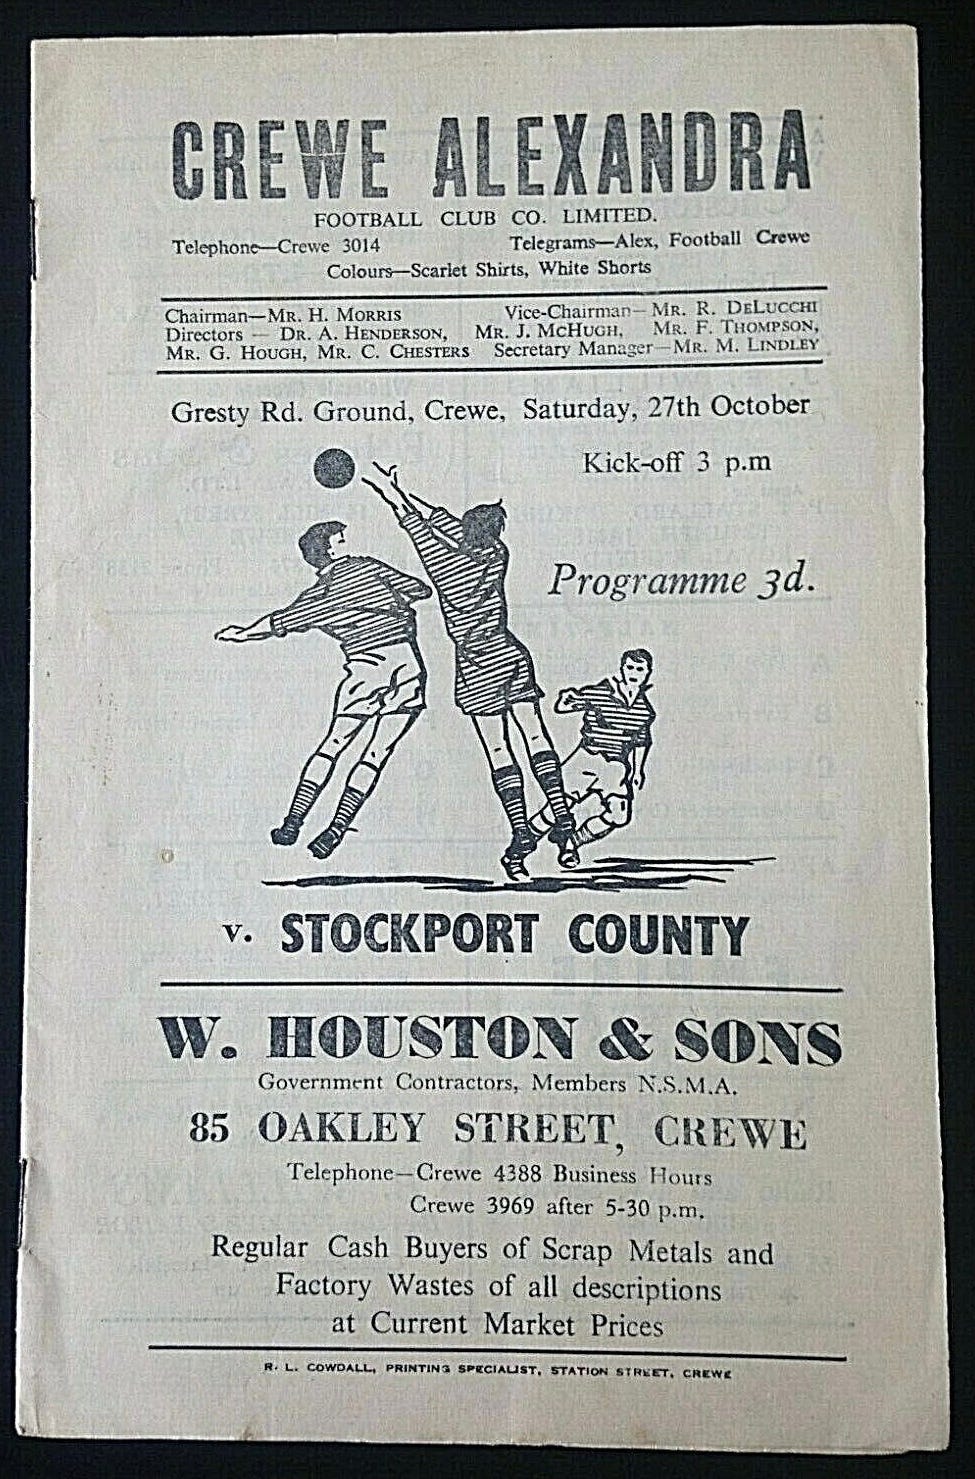 CREWE ALEXANDRA
FOOTBALL CLUB CO. LIMITED.
Telephone—Crewe 3014 Telegrams—Alex, Football Crewe
Colours—Scarlet Shirts, White Shorts
Chairman—MR. H. MORRIS Vice-Chairman—MR. R. DELUCCHI
Directors — DR. A. HENDERSON, MR. J. MCHUGH, MR. F. THOMPSON,
MR. G. HOUGH, MR. C. CHESTERS Secretary Manager—MR. M. LINDLEY
Gresty Rd. Ground, Crewe, Saturday, 27th October
Kick-off 3 p.m
Programme 3d.
v. STOCKPORT COUNTY
W. HOUSTON & SONS
Government Contractors, Members N.S.M.A.
85 OAKLEY STREET, CREWE
Telephone—Crewe 4388 Business Hours
Crewe 3969 after 5-30 p.m.
Regular Cash Buyers of Scrap Metals and
Factory Wastes of all descriptions
at Current Market Prices
R. L. COWDALL, PRINTING SPECIALIST, STATION STREET, CREWE